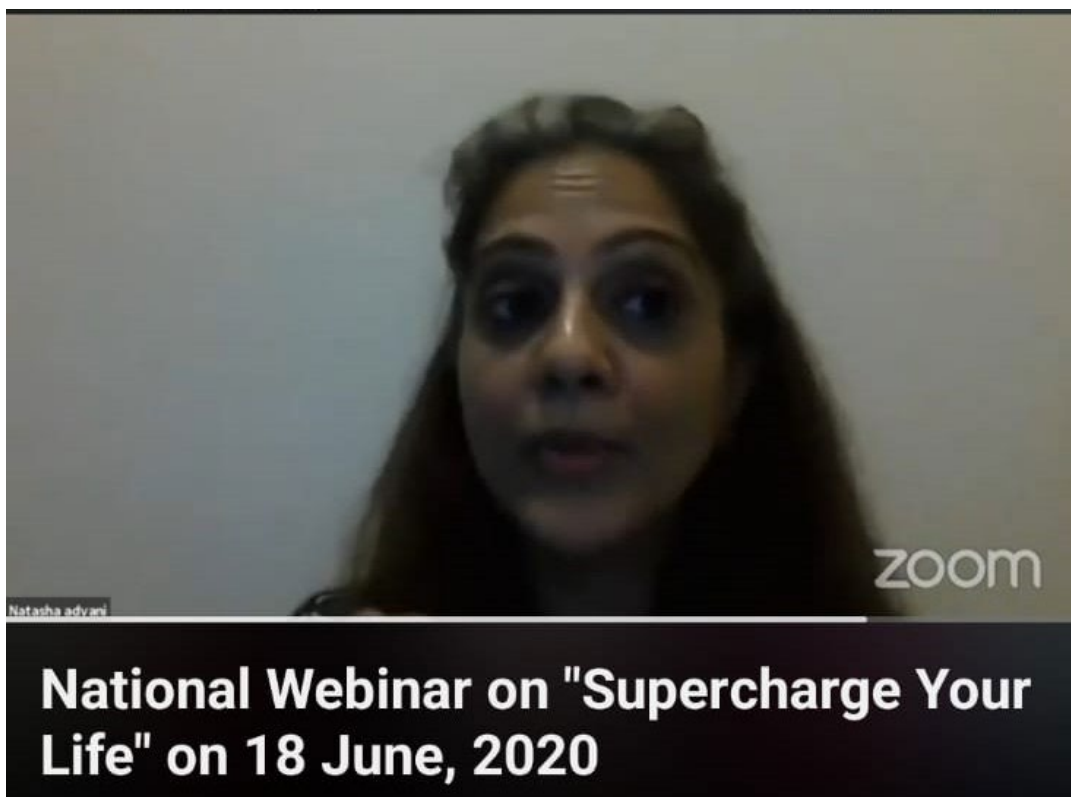 zoom
Natasha advani
National Webinar on "Supercharge Your
Life" on 18 June, 2020